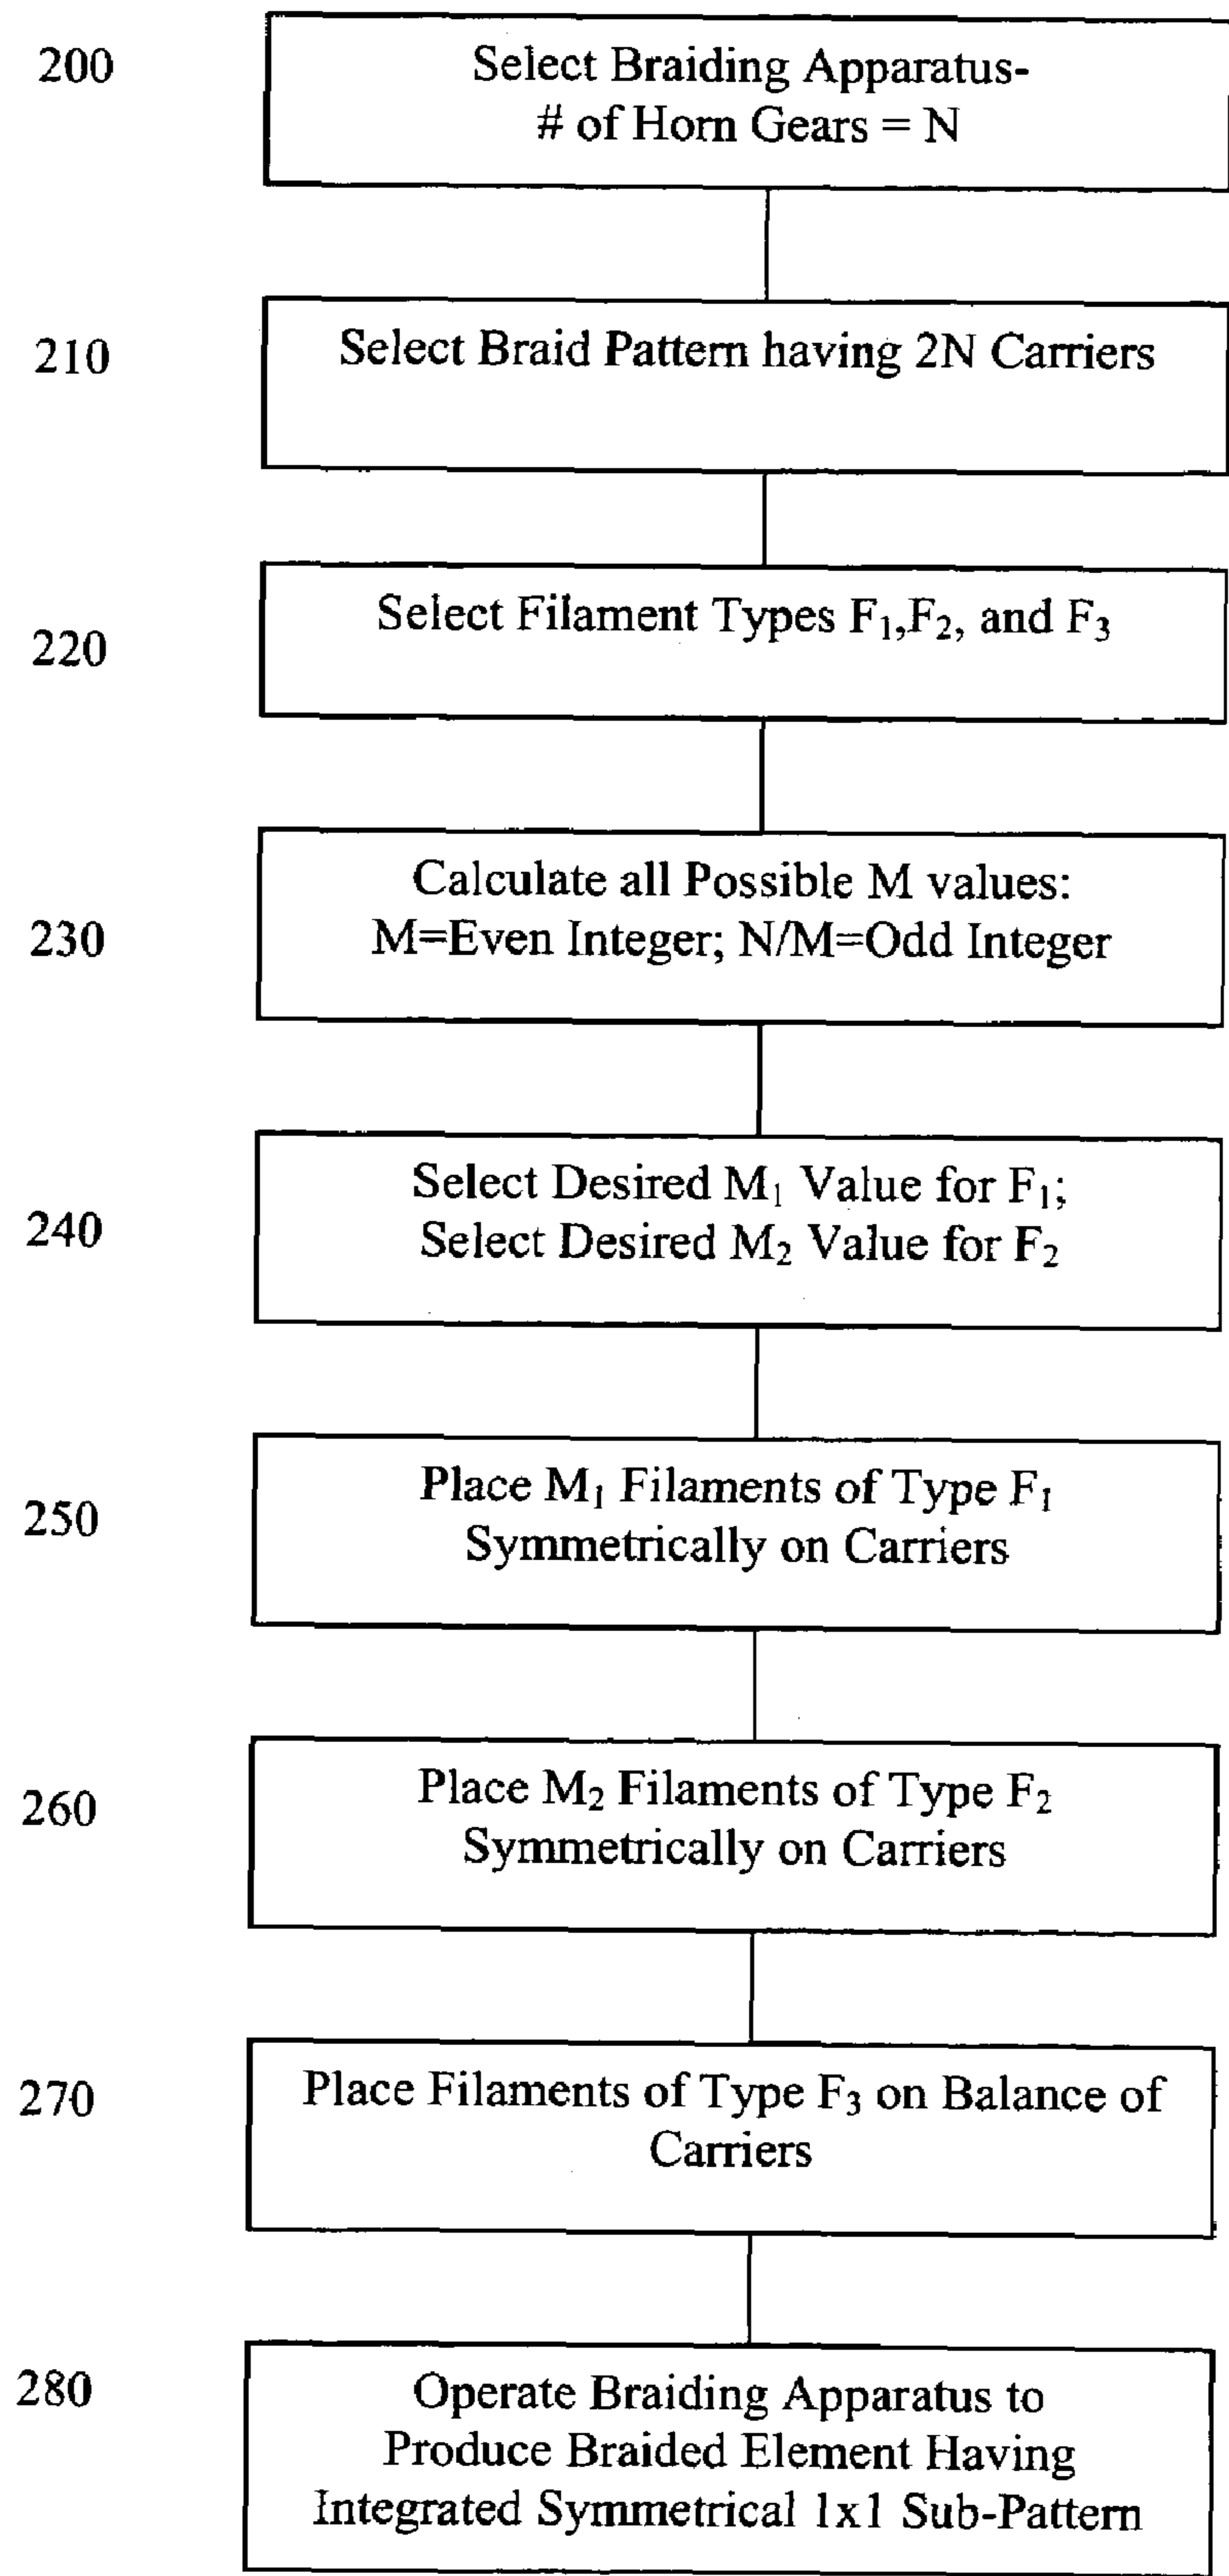 200
Select Braiding Apparatus-
# of Horn Gears = N
210
Select Braid Pattern having 2N Carriers
220
Select Filament Types F₁,F₂, and F₃
230
Calculate all Possible M values:
M=Even Integer; N/M=Odd Integer
240
Select Desired M₁ Value for F₁;
Select Desired M₂ Value for F₂
250
Place M₁ Filaments of Type F₁
Symmetrically on Carriers
260
Place M₂ Filaments of Type F₂
Symmetrically on Carriers
270
Place Filaments of Type F₃ on Balance of
Carriers
280
Operate Braiding Apparatus to
Produce Braided Element Having
Integrated Symmetrical 1x1 Sub-Pattern